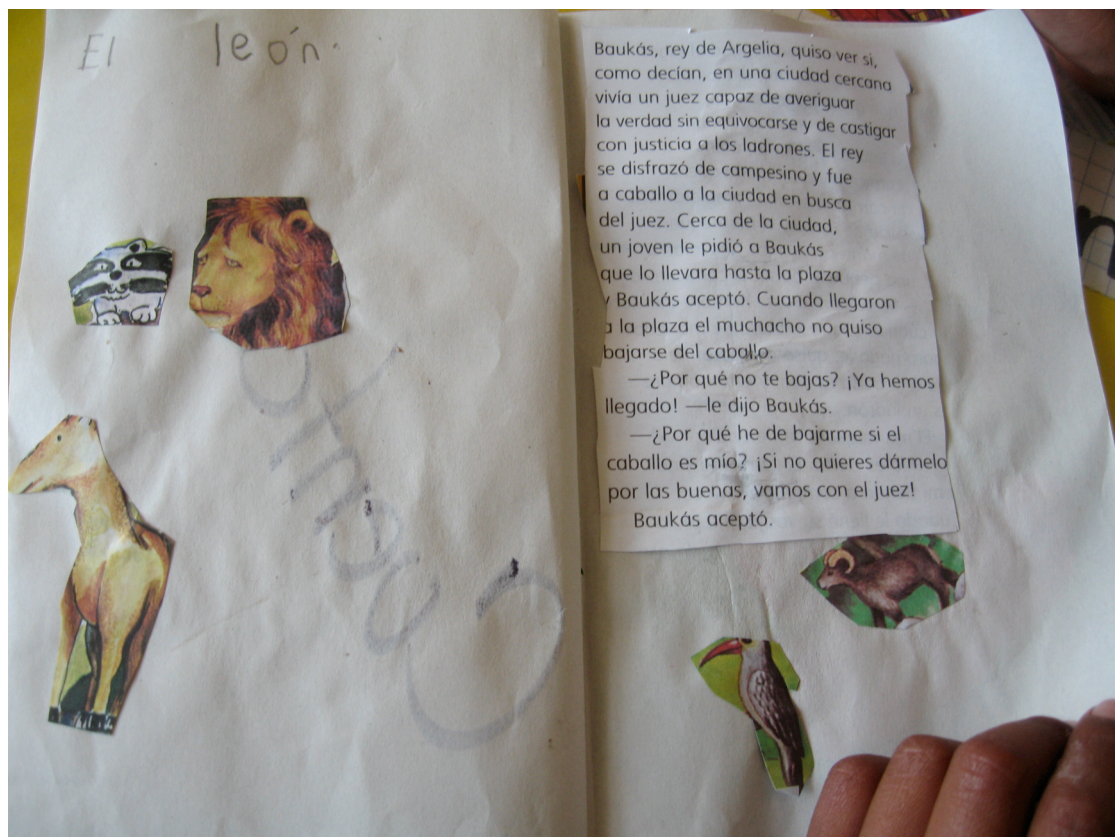 El león.
Baukás, rey de Argelia, quiso ver si,
como decían, en una ciudad cercana
vivía un juez capaz de averiguar
la verdad sin equivocarse y de castigar
con justicia a los ladrones. El rey
se disfrazó de campesino y fue
a caballo a la ciudad en busca
del juez. Cerca de la ciudad,
un joven le pidió a Baukás
que lo llevara hasta la plaza
y Baukás aceptó. Cuando llegaron
a la plaza el muchacho no quiso
bajarse del caballo.
—¿Por qué no te bajas? ¡Ya hemos
llegado! —le dijo Baukás.
—¿Por qué he de bajarme si el
caballo es mío? ¡Si no quieres dármelo
por las buenas, vamos con el juez!
Baukás aceptó.